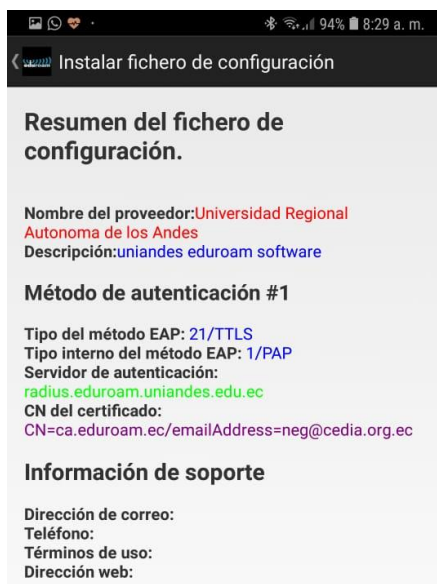 94% 8:29 a. m.
Instalar fichero de configuración
Resumen del fichero de
configuración.
Nombre del proveedor:Universidad Regional
Autonoma de los Andes
Descripción:uniandes eduroam software
Método de autenticación #1
Tipo del método EAP: 21/TTLS
Tipo interno del método EAP: 1/PAP
Servidor de autenticación:
radius.eduroam.uniandes.edu.ec
CN del certificado:
CN=ca.eduroam.ec/emailAddress=neg@cedia.org.ec
Información de soporte
Dirección de correo:
Teléfono:
Términos de uso:
Dirección web: